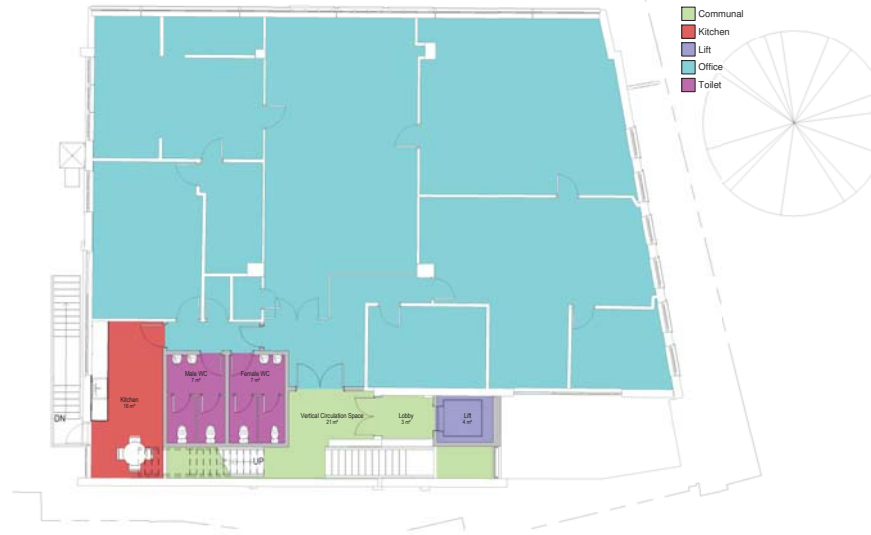 Communal
Kitchen
Lift
Office
Toilet
Male WC
7 m²
Female WC
7 m²
Kitchen
16 m²
Vertical Circulation Space
21 m²
Lobby
3 m²
Lift
4 m²
DN
UP